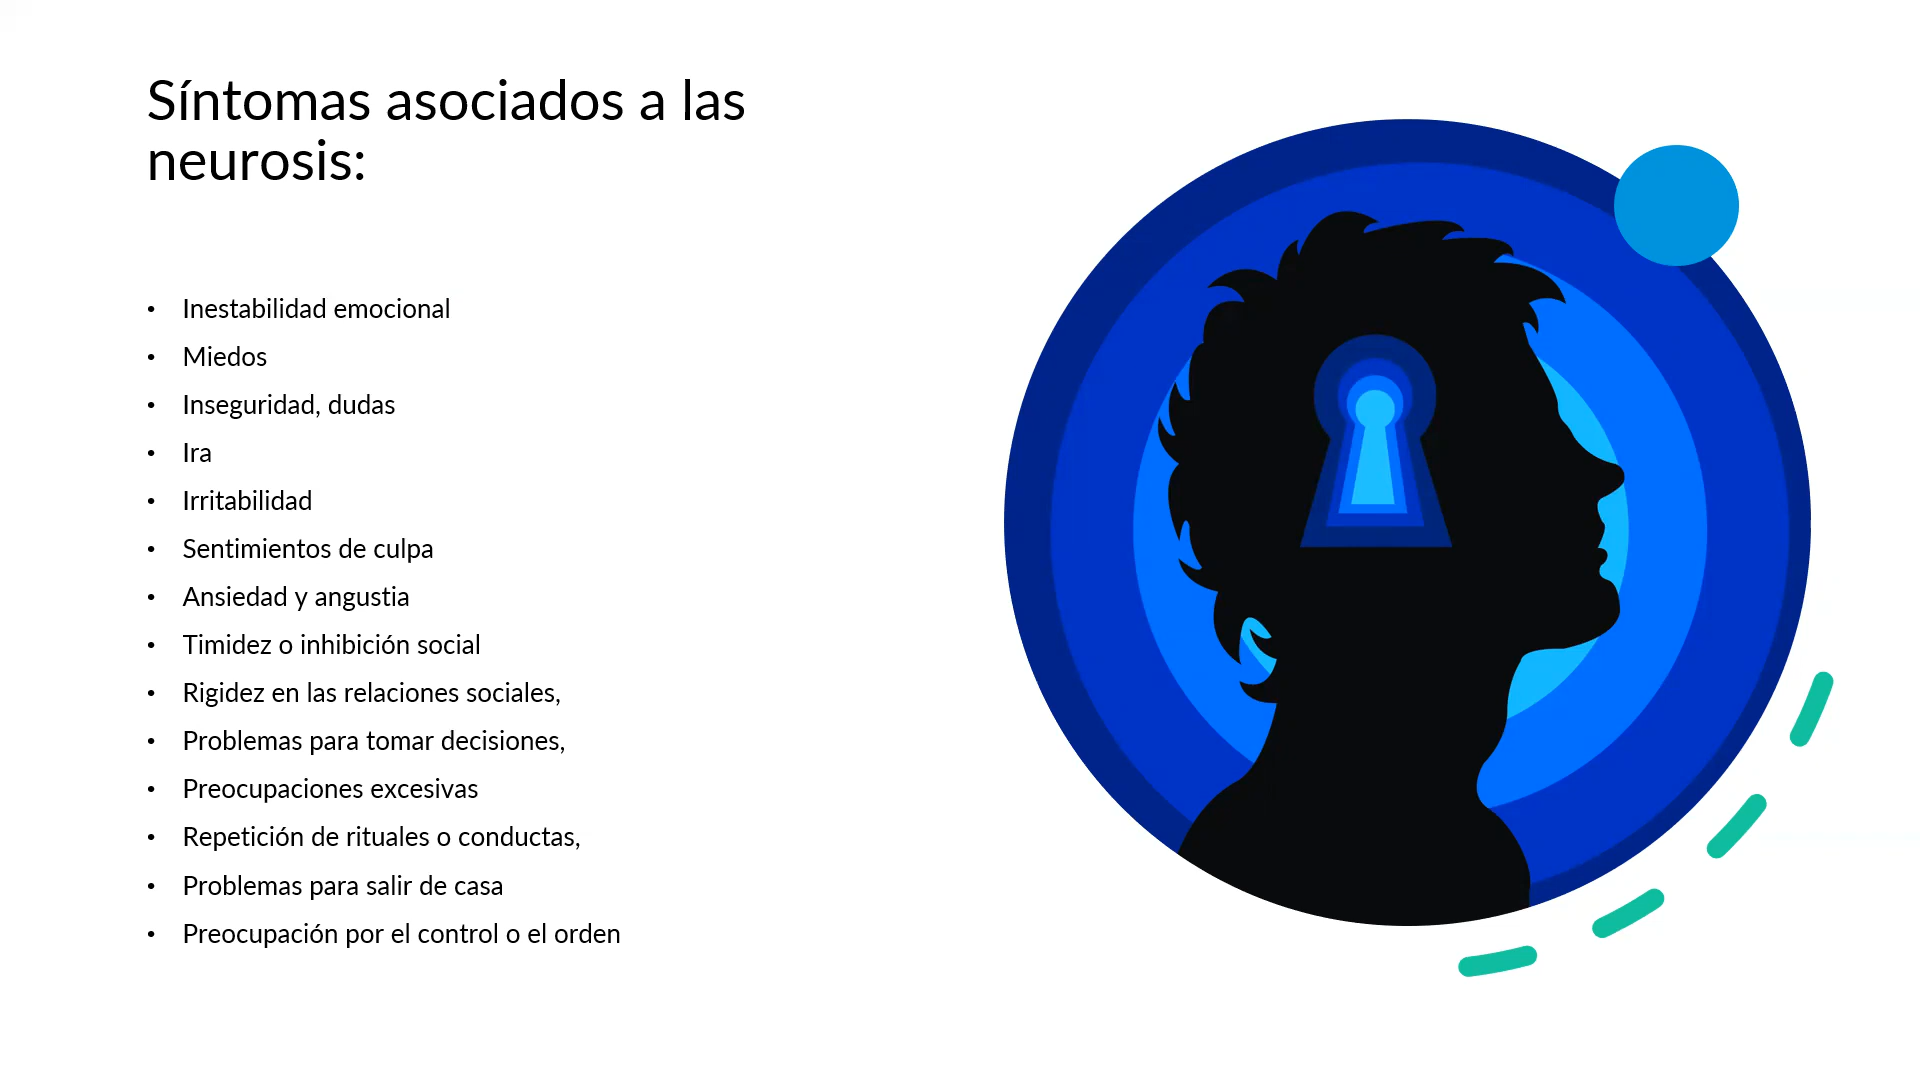 Síntomas asociados a las
neurosis:
• Inestabilidad emocional
• Miedos
• Inseguridad, dudas
• Ira
• Irritabilidad
• Sentimientos de culpa
• Ansiedad y angustia
• Timidez o inhibición social
• Rigidez en las relaciones sociales,
• Problemas para tomar decisiones,
• Preocupaciones excesivas
• Repetición de rituales o conductas,
• Problemas para salir de casa
• Preocupación por el control o el orden